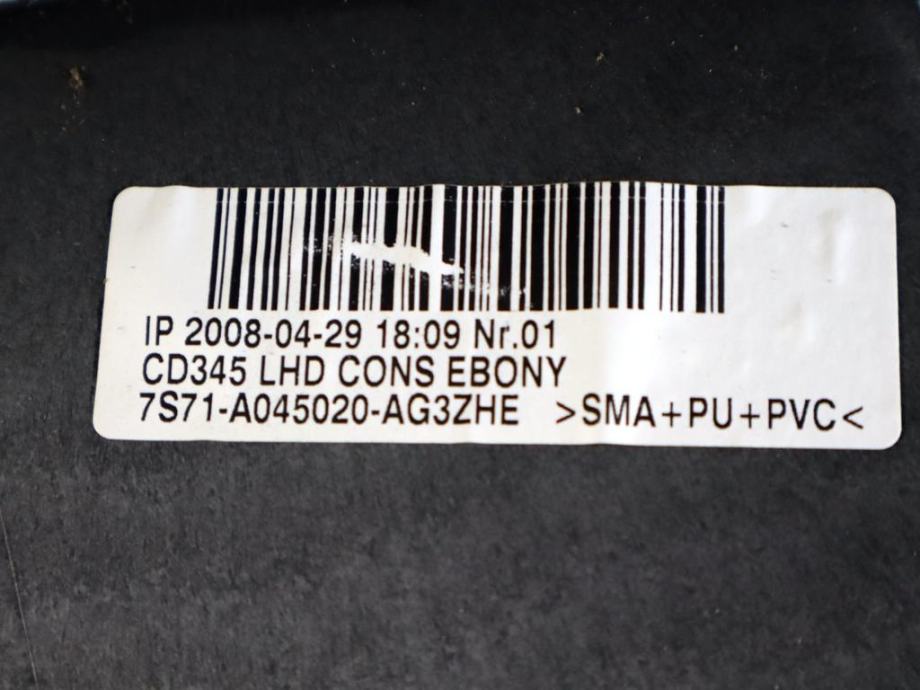 IP 2008-04-29 18:09 Nr.01
CD345 LHD CONS EBONY
7S71-A045020-AG3ZHE >SMA+PU+PVC<